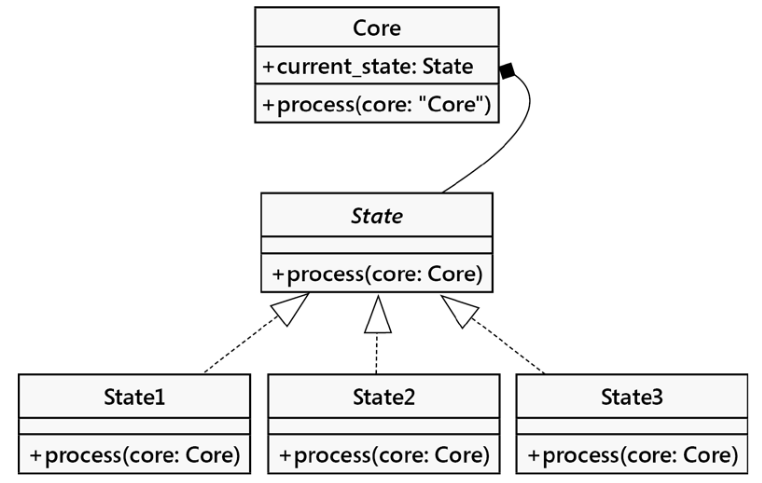 Core
+current_state: State
+process(core: "Core")
State
+process(core: Core)
State1
State2
State3
+process(core: Core)
+process(core: Core)
+process(core: Core)